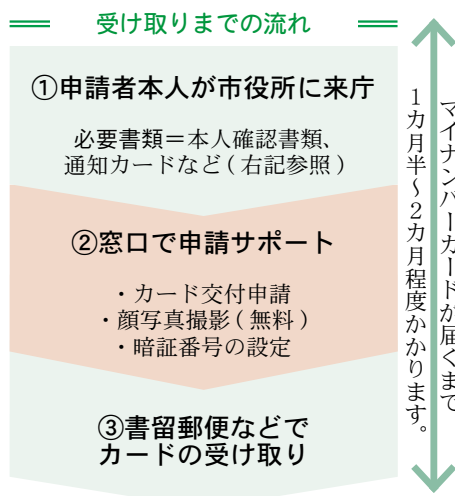 受け取りまでの流れ
①申請者本人が市役所に来庁
必要書類＝本人確認書類、
通知カードなど(右記参照)
②窓口で申請サポート
・カード交付申請
・顔写真撮影(無料)
・暗証番号の設定
③書留郵便などで
カードの受け取り
マイナンバーカードが届くまで
１カ月半～２カ月程度かかります。